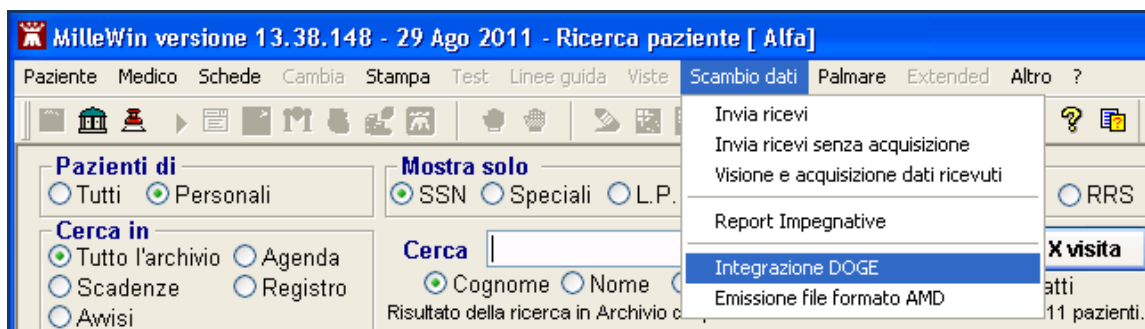 MilleWin versione 13.38.148 - 29 Ago 2011 - Ricerca paziente [ Alfa]
Paziente Medico Schede Cambia Stampa Test Linee guida Viste Scambio dati Palmare Extended Altro ?
Invia ricevi
Invia ricevi senza acquisizione
Visione e acquisizione dati ricevuti
Report Impegnative
Integrazione DOGE
Emissione file formato AMD
Pazienti di
Tutti Personali
Mostra solo
SSN Speciali L.P. RRS
Cerca in
Tutto l'archivio Agenda
Scadenze Registro
Avvisi
Cerca X visita
Cognome Nome
Risultato della ricerca in Archivio 11 pazienti.